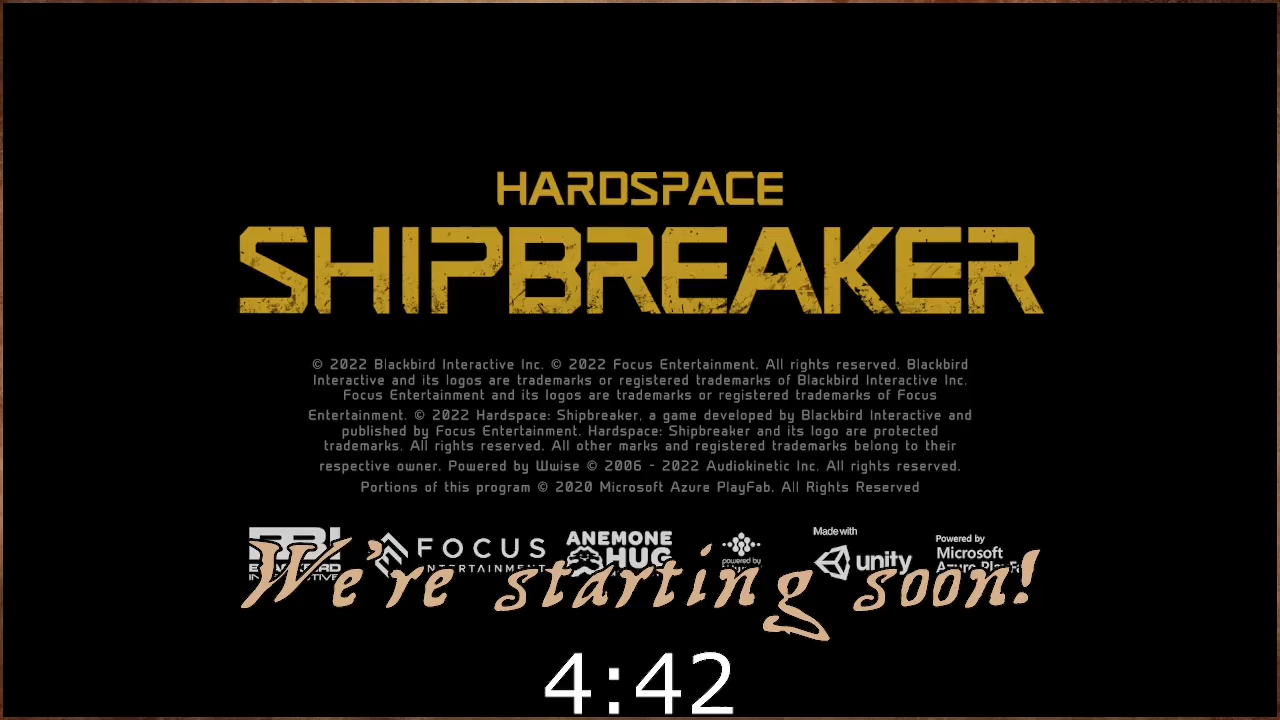 HARDSPACE
SHIPBREAKER
© 2022 Blackbird Interactive Inc. © 2022 Focus Entertainment. All rights reserved. Blackbird
Interactive and its logos are trademarks or registered trademarks of Blackbird Interactive Inc.
Focus Entertainment and its logos are trademarks or registered trademarks of Focus
Entertainment. © 2022 Hardspace: Shipbreaker, a game developed by Blackbird Interactive and
published by Focus Entertainment. Hardspace: Shipbreaker and its logo are protected
trademarks. All rights reserved. All other marks and registered trademarks belong to their
respective owner. Powered by Wwise © 2006 - 2022 Audiokinetic Inc. All rights reserved.
Portions of this program © 2020 Microsoft Azure PlayFab. All Rights Reserved
FOCUS
ENTERTAINMENT
ANEMONE
HUG
powered by
Made with
unity
Powered by
Microsoft
We're starting soon!
4:42